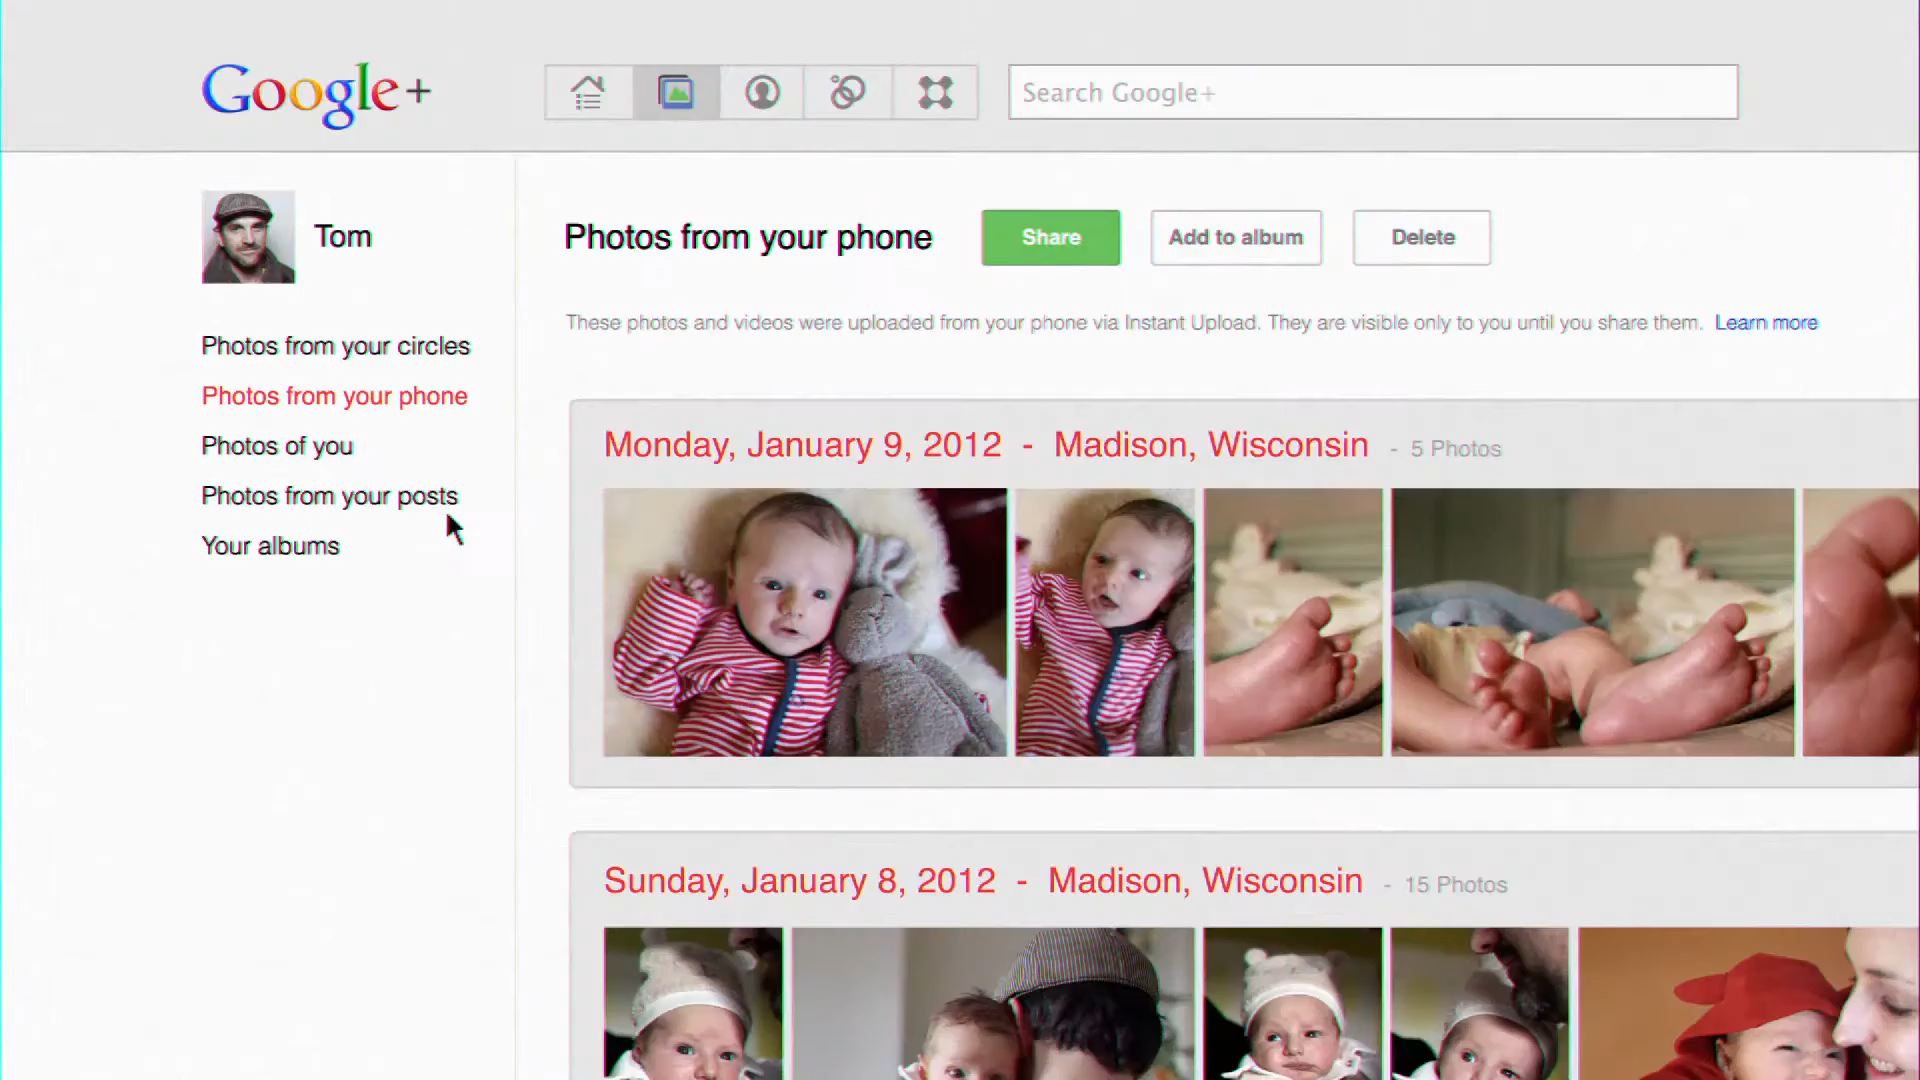 Google+
Search Google+
Tom
Photos from your circles
Photos from your phone
Photos of you
Photos from your posts
Your albums
Photos from your phone
Share
Add to album
Delete
These photos and videos were uploaded from your phone via Instant Upload. They are visible only to you until you share them. Learn more
Monday, January 9, 2012 - Madison, Wisconsin - 5 Photos
Sunday, January 8, 2012 - Madison, Wisconsin - 15 Photos